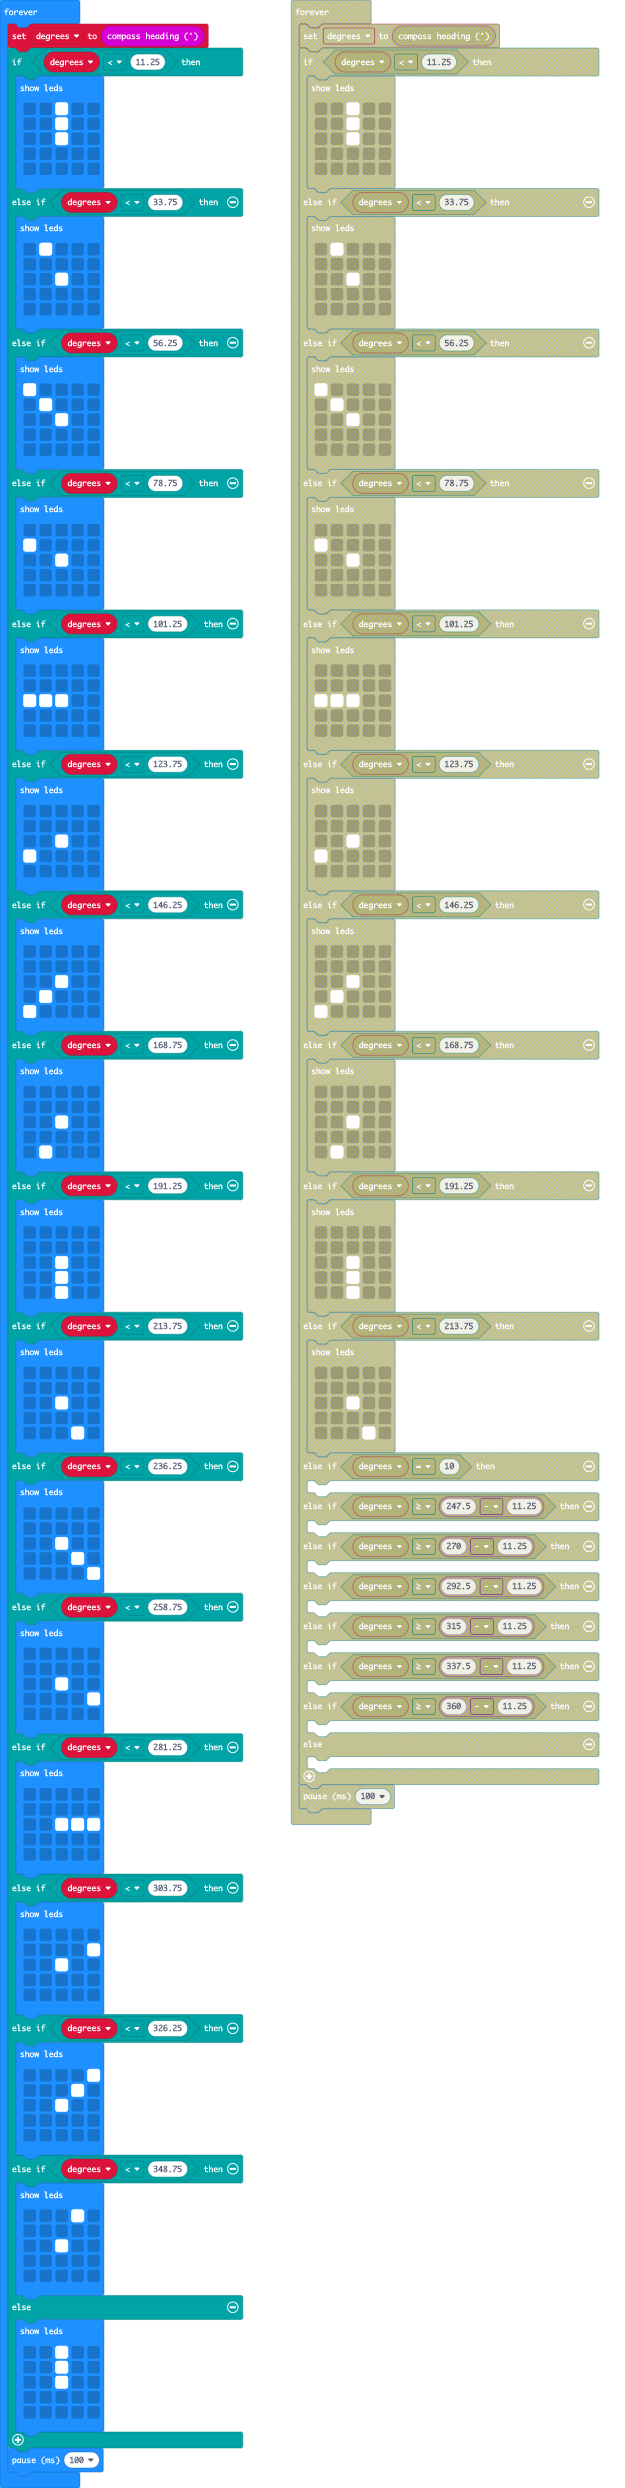 forever
set degrees to compass heading (°)
if degrees < 11.25 then
show leds
else if degrees < 33.75 then
show leds
else if degrees < 56.25 then
show leds
else if degrees < 78.75 then
show leds
else if degrees < 101.25 then
show leds
else if degrees < 123.75 then
show leds
else if degrees < 146.25 then
show leds
else if degrees < 168.75 then
show leds
else if degrees < 191.25 then
show leds
else if degrees < 213.75 then
show leds
else if degrees < 236.25 then
show leds
else if degrees < 258.75 then
show leds
else if degrees < 281.25 then
show leds
else if degrees < 303.75 then
show leds
else if degrees < 326.25 then
show leds
else if degrees < 348.75 then
show leds
else
show leds
pause (ms) 100
forever
set degrees to compass heading (°)
if degrees < 11.25 then
show leds
else if degrees < 33.75 then
show leds
else if degrees < 56.25 then
show leds
else if degrees < 78.75 then
show leds
else if degrees < 101.25 then
show leds
else if degrees < 123.75 then
show leds
else if degrees < 146.25 then
show leds
else if degrees < 168.75 then
show leds
else if degrees < 191.25 then
show leds
else if degrees < 213.75 then
show leds
else if degrees = 10 then
else if degrees ≥ 247.5 - 11.25 then
else if degrees ≥ 270 - 11.25 then
else if degrees ≥ 292.5 - 11.25 then
else if degrees ≥ 315 - 11.25 then
else if degrees ≥ 337.5 - 11.25 then
else if degrees ≥ 360 - 11.25 then
else
pause (ms) 100